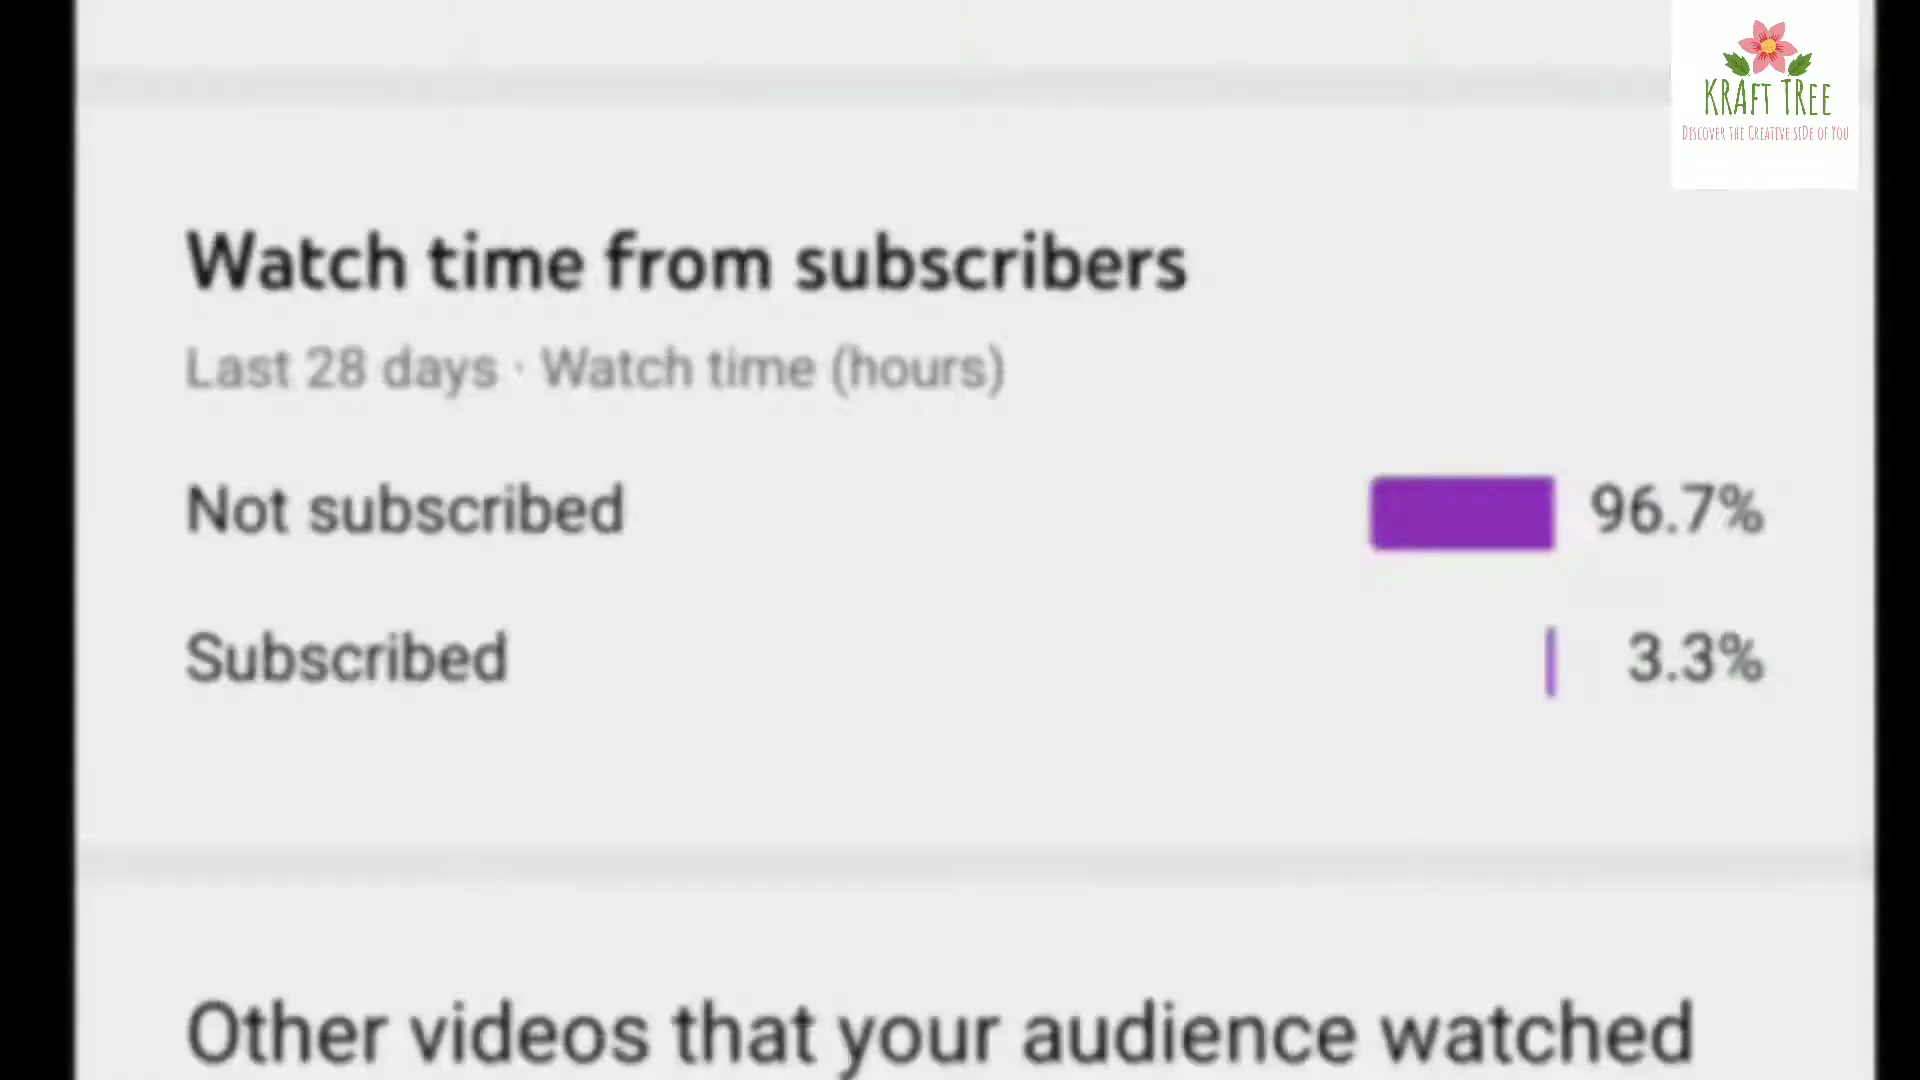 KRAft TRee
Discover the Creative siDe of You
Watch time from subscribers
Last 28 days · Watch time (hours)
Not subscribed 96.7%
Subscribed 3.3%
Other videos that your audience watched